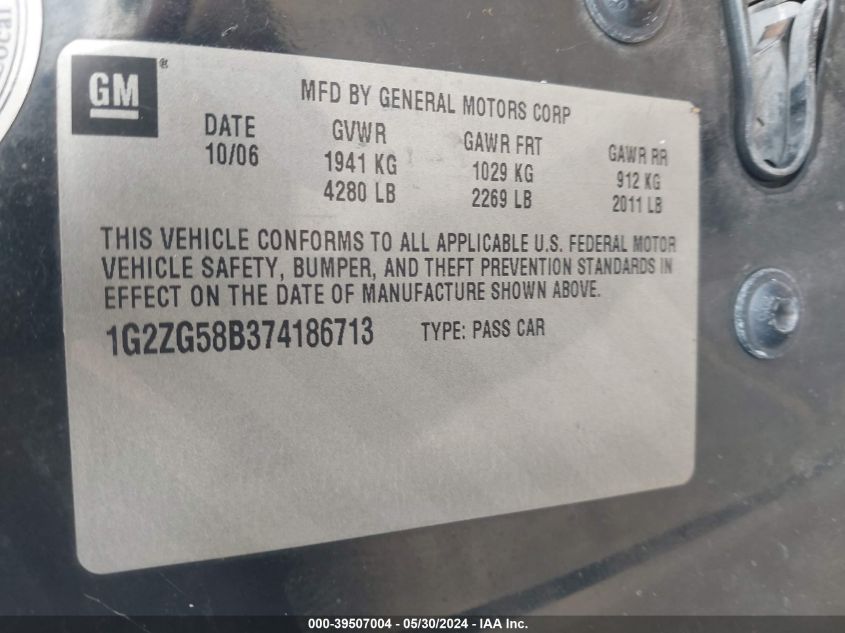 GM®
MFD BY GENERAL MOTORS CORP
DATE GVWR GAWR FRT GAWR RR
10/06 1941 KG 1029 KG 912 KG
4280 LB 2269 LB 2011 LB
THIS VEHICLE CONFORMS TO ALL APPLICABLE U.S. FEDERAL MOTOR
VEHICLE SAFETY, BUMPER, AND THEFT PREVENTION STANDARDS IN
EFFECT ON THE DATE OF MANUFACTURE SHOWN ABOVE.
1G2ZG58B374186713 TYPE: PASS CAR
000-39507004 - 05/30/2024 - IAA Inc.